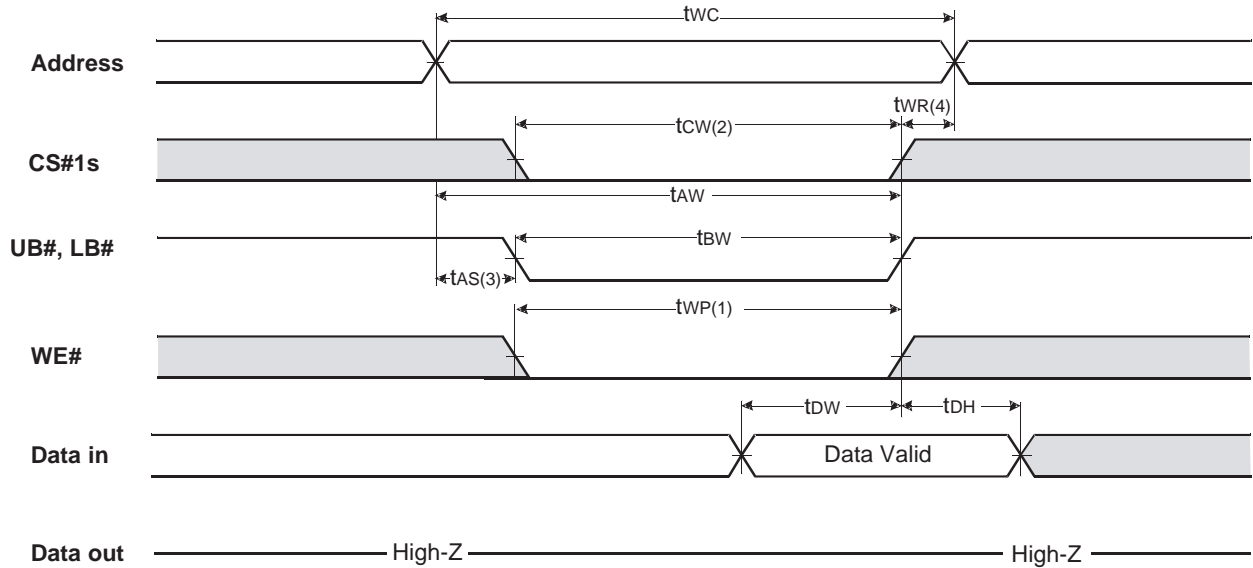 tWC
Address
tWR(4)
tCW(2)
CS#1s
tAW
tBW
UB#, LB#
tAS(3)
tWP(1)
WE#
tDW
tDH
Data in
Data Valid
Data out
High-Z
High-Z